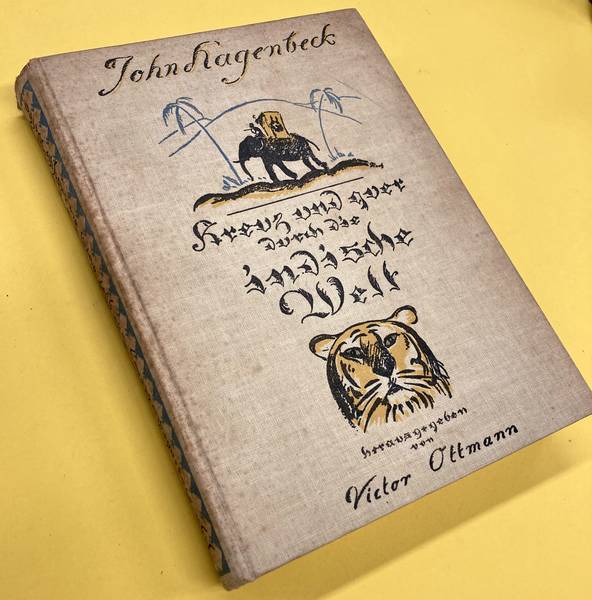 John Hagenbeck
Kreuz und quer
durch die
indische
Welt
herausgegeben
von
Victor Ottmann